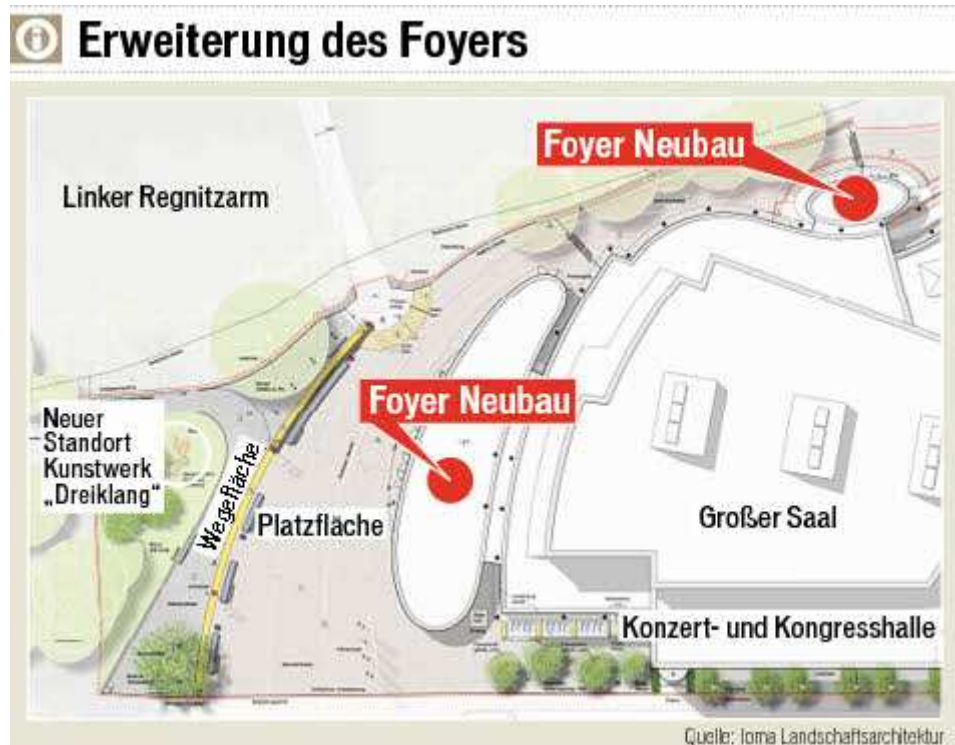 Erweiterung des Foyers
Foyer Neubau
Linker Regnitzarm
Foyer Neubau
Neuer
Standort
Kunstwerk
„Dreiklang“
Wegefläche
Platzfläche
Großer Saal
Konzert- und Kongresshalle
Quelle: loma Landschaftsarchitektur